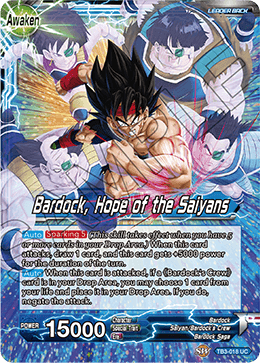 LEADER BACK
Awaken
Bardock, Hope of the Saiyans
Auto Sparking 5 (This skill takes effect when you have 5
or more cards in your Drop Area.) When this card
attacks, draw 1 card, and this card gets +5000 power
for the duration of the turn.
Auto When this card is attacked, if a {Bardock's Crew}
card is in your Drop Area, you may choose 1 card from
your life and place it in your Drop Area. If you do,
negate the attack.
POWER 15000
Character Bardock
Special Trait Saiyan/Bardock's Crew
Era Bardock Saga
TB3-018 UC